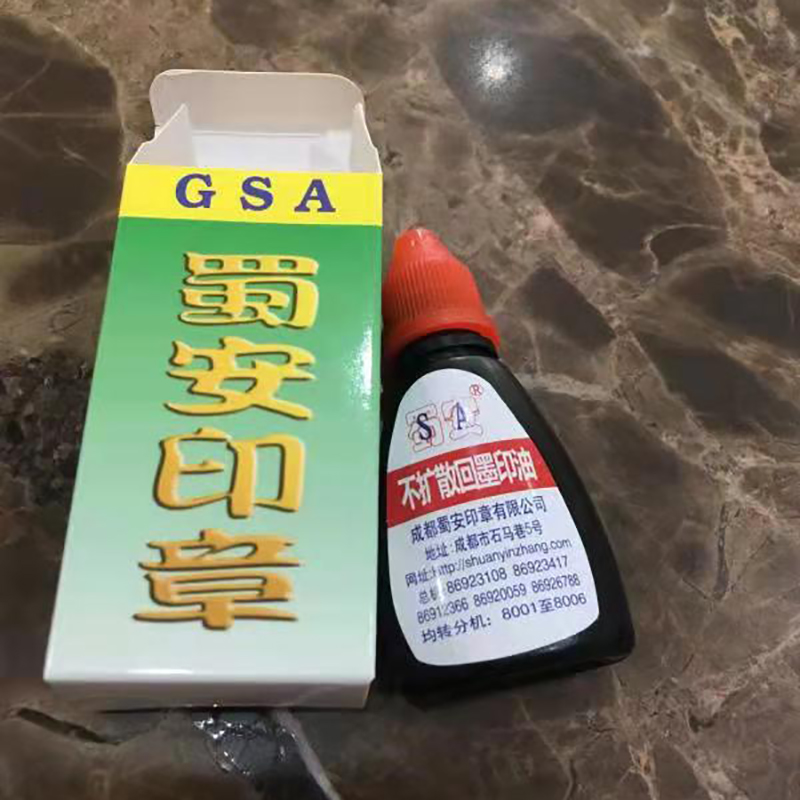 GSA
蜀安印章
SA®
不扩散回墨印油
成都蜀安印章有限公司
地址:成都市石马巷5号
网址:http://shuanyinzhang.com
总机:86923108 86923417
86912366 86920059 86926788
均转分机:8001至8006